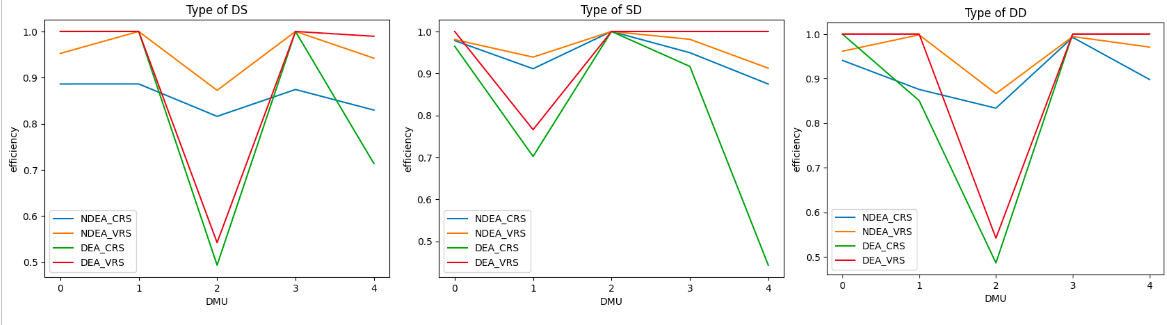 Type of DS
1.0
0.9
0.8
0.7
0.6
0.5
efficiency
NDEA_CRS
NDEA_VRS
DEA_CRS
DEA_VRS
0 1 2 3 4
DMU
Type of SD
1.0
0.9
0.8
0.7
0.6
0.5
efficiency
NDEA_CRS
NDEA_VRS
DEA_CRS
DEA_VRS
0 1 2 3 4
DMU
Type of DD
1.0
0.9
0.8
0.7
0.6
0.5
efficiency
NDEA_CRS
NDEA_VRS
DEA_CRS
DEA_VRS
0 1 2 3 4
DMU